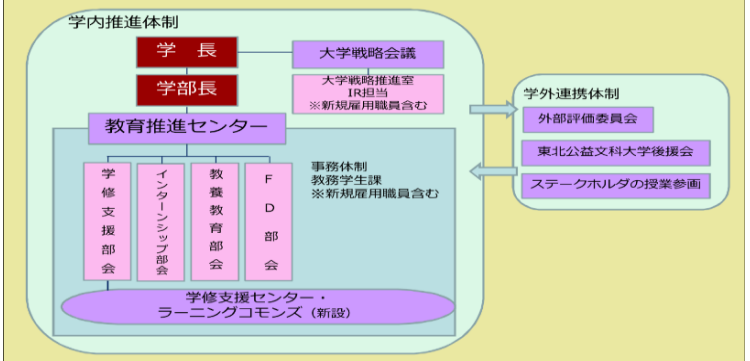 学内推進体制
学 長
大学戦略会議
学部長
大学戦略推進室
IR担当
※新規雇用職員含む
教育推進センター
学修支援部会
インターンシップ部会
教養教育部会
FD部会
事務体制
教務学生課
※新規雇用職員含む
学修支援センター・
ラーニングコモンズ（新設）
学外連携体制
外部評価委員会
東北公益文科大学後援会
ステークホルダの授業参画